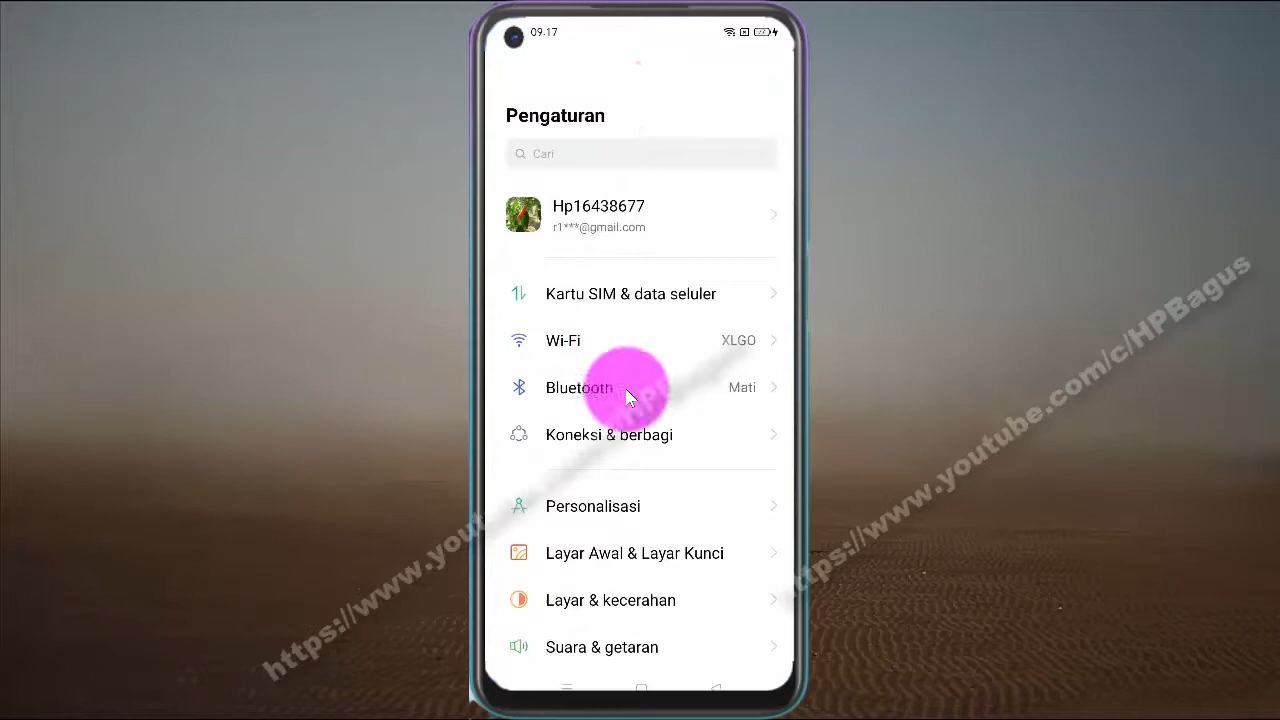 09.17
Pengaturan
Cari
Hp16438677
r1***@gmail.com
Kartu SIM & data seluler
Wi-Fi XLGO
Bluetooth Mati
Koneksi & berbagi
Personalisasi
Layar Awal & Layar Kunci
Layar & kecerahan
Suara & getaran
https://www.you
https://www.youtube.com/c/HPBagus